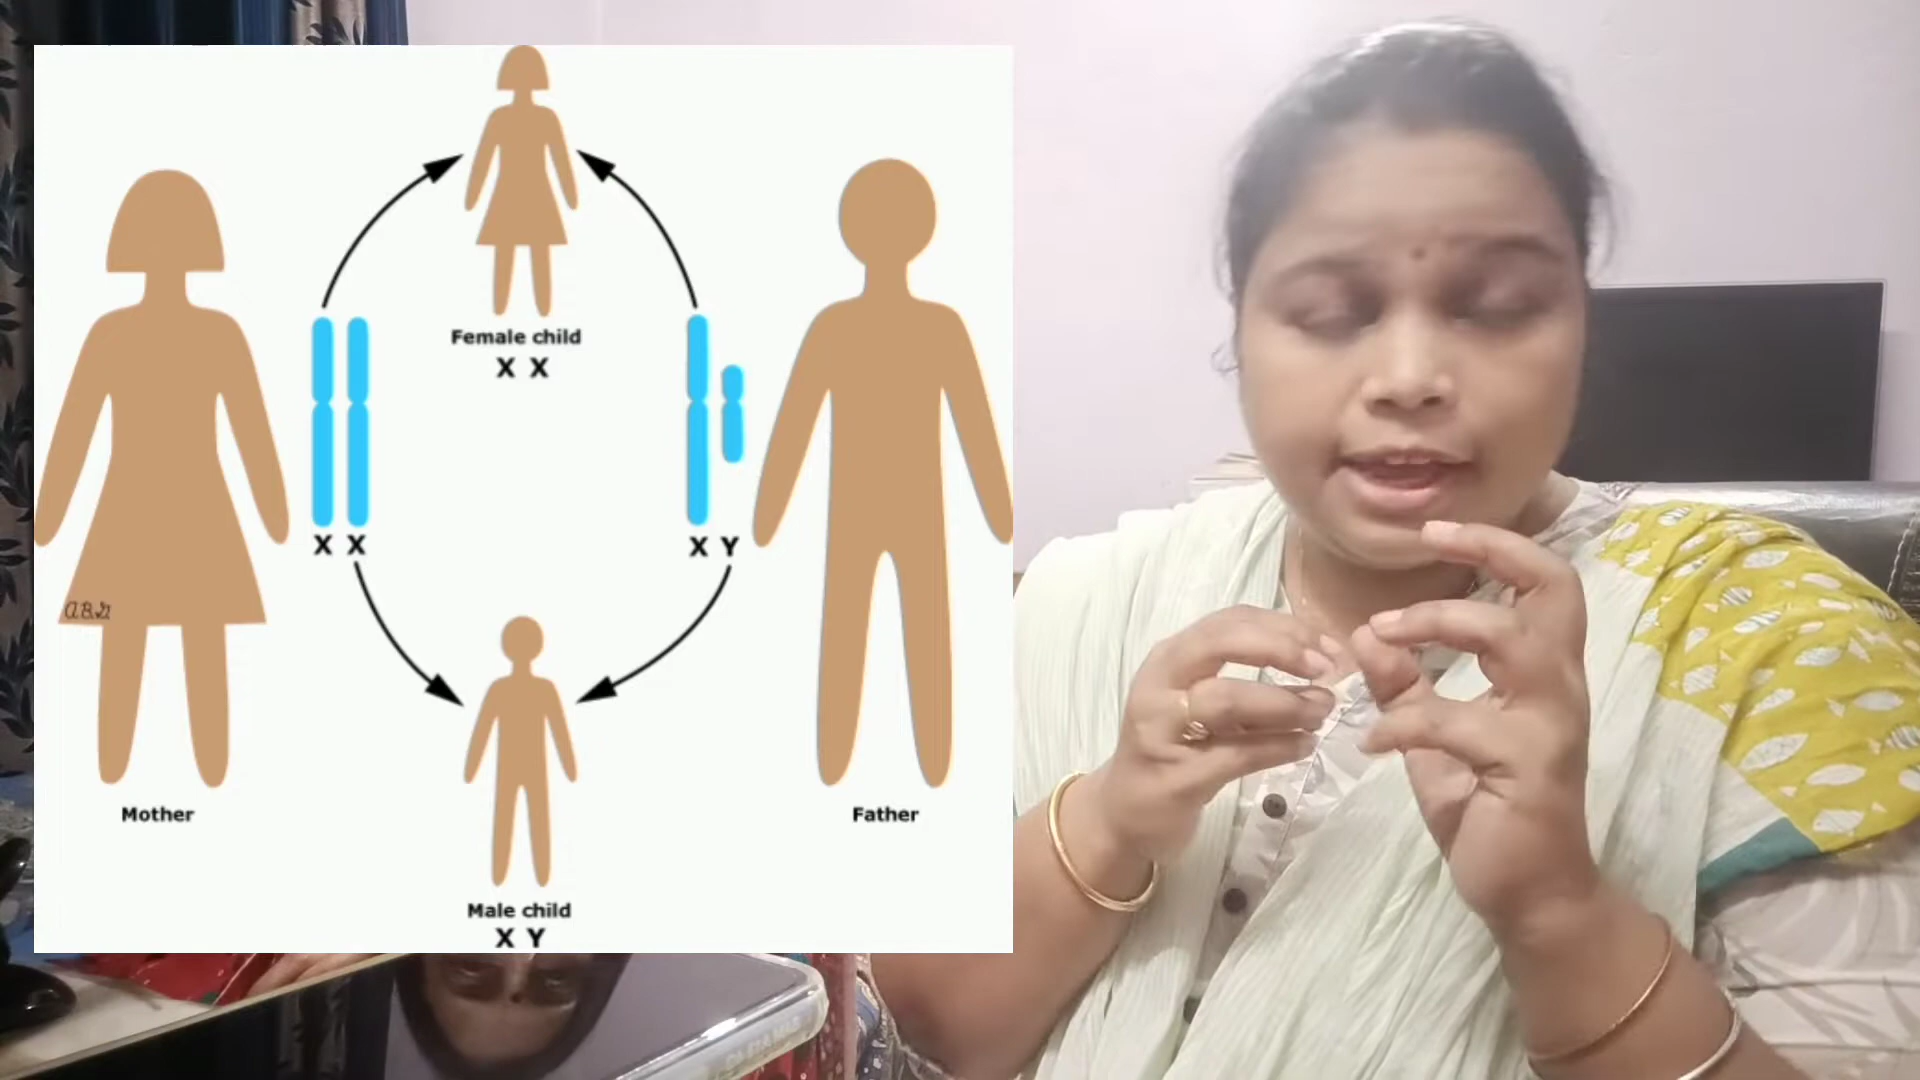 Female child
X X
X X
X Y
Mother
Father
Male child
X Y